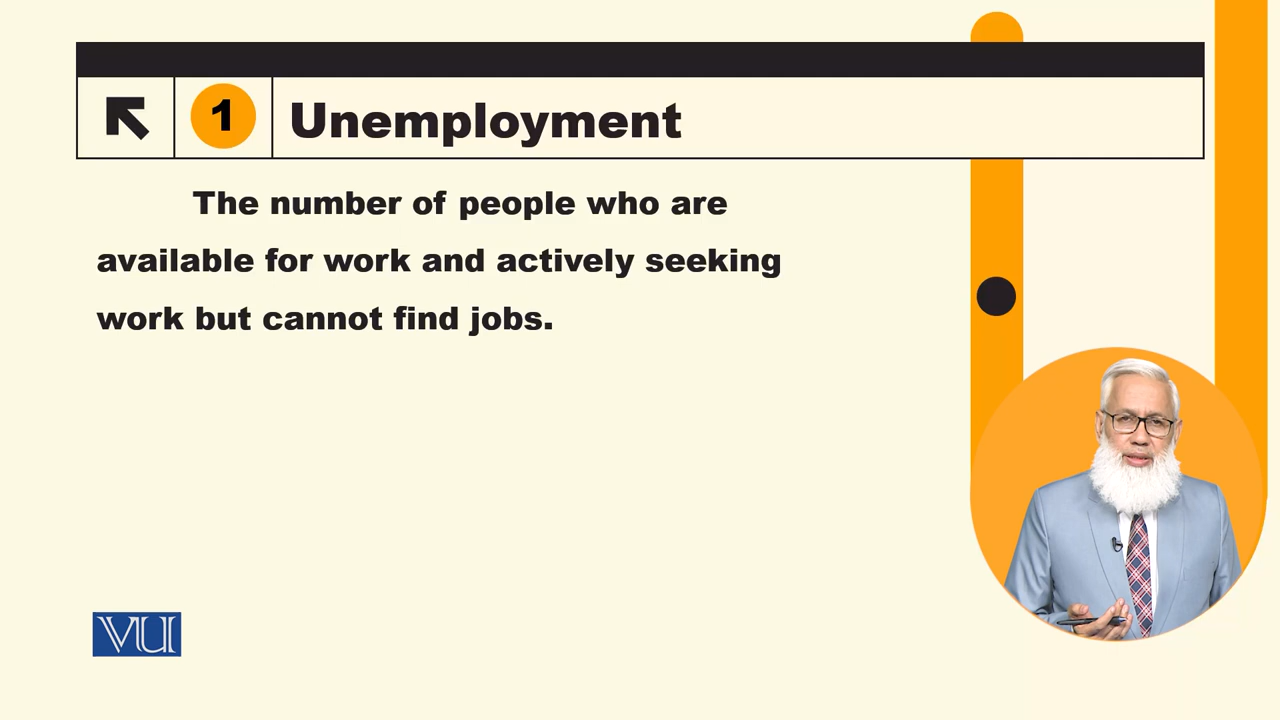 1 Unemployment
The number of people who are
available for work and actively seeking
work but cannot find jobs.
VU